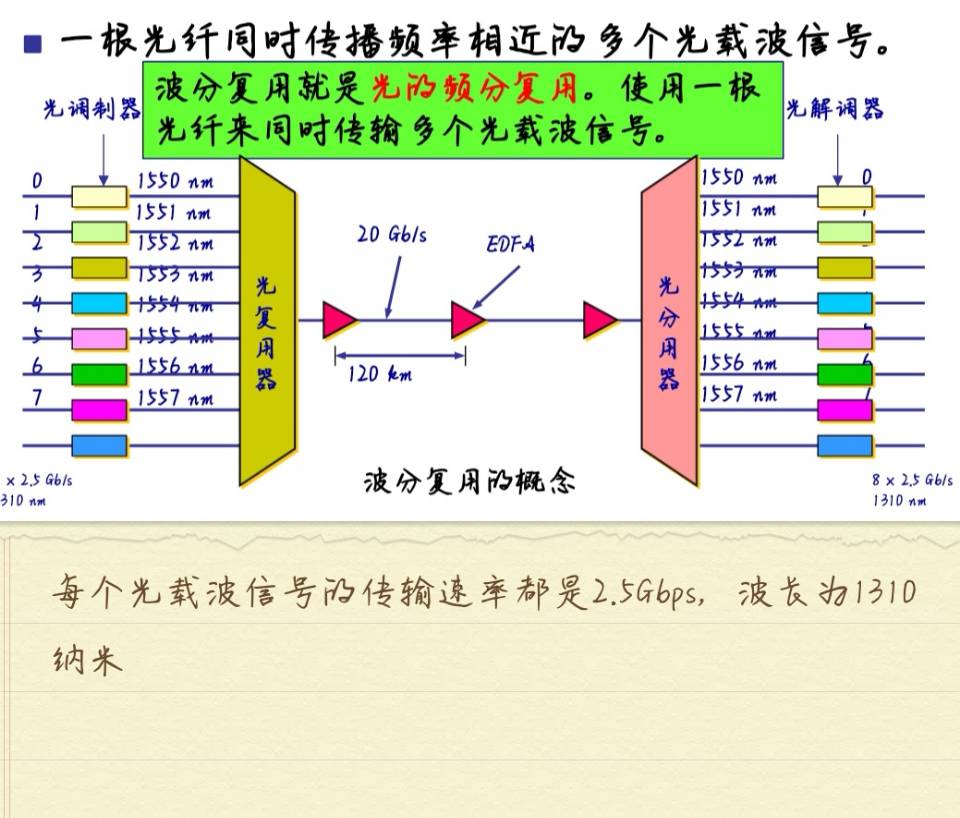 一根光纤同时传播频率相近的多个光载波信号。
波分复用就是光的频分复用。使用一根
光纤来同时传输多个光载波信号。
光调制器
光解调器
0 1550 nm
1 1551 nm
2 1552 nm
3 1553 nm
4 1554 nm
5 1555 nm
6 1556 nm
7 1557 nm
光复用器
20 Gb/s
EDFA
120 km
光分用器
1550 nm 0
1551 nm
1552 nm
1553 nm
1554 nm
1555 nm
1556 nm 6
1557 nm
x 2.5 Gb/s
310 nm
波分复用的概念
8 x 2.5 Gb/s
1310 nm
每个光载波信号的传输速率都是2.5Gbps, 波长为1310
纳米